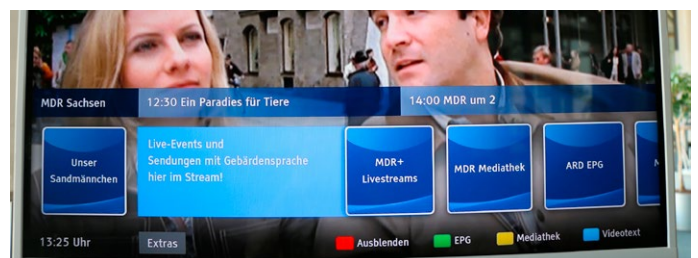 MDR Sachsen
12:30 Ein Paradies für Tiere
14:00 MDR um 2
Unser
Sandmännchen
Live-Events und
Sendungen mit Gebärdensprache
hier im Stream!
MDR+
Livestreams
MDR Mediathek
ARD EPG
13:25 Uhr
Extras
Ausblenden
EPG
Mediathek
Videotext